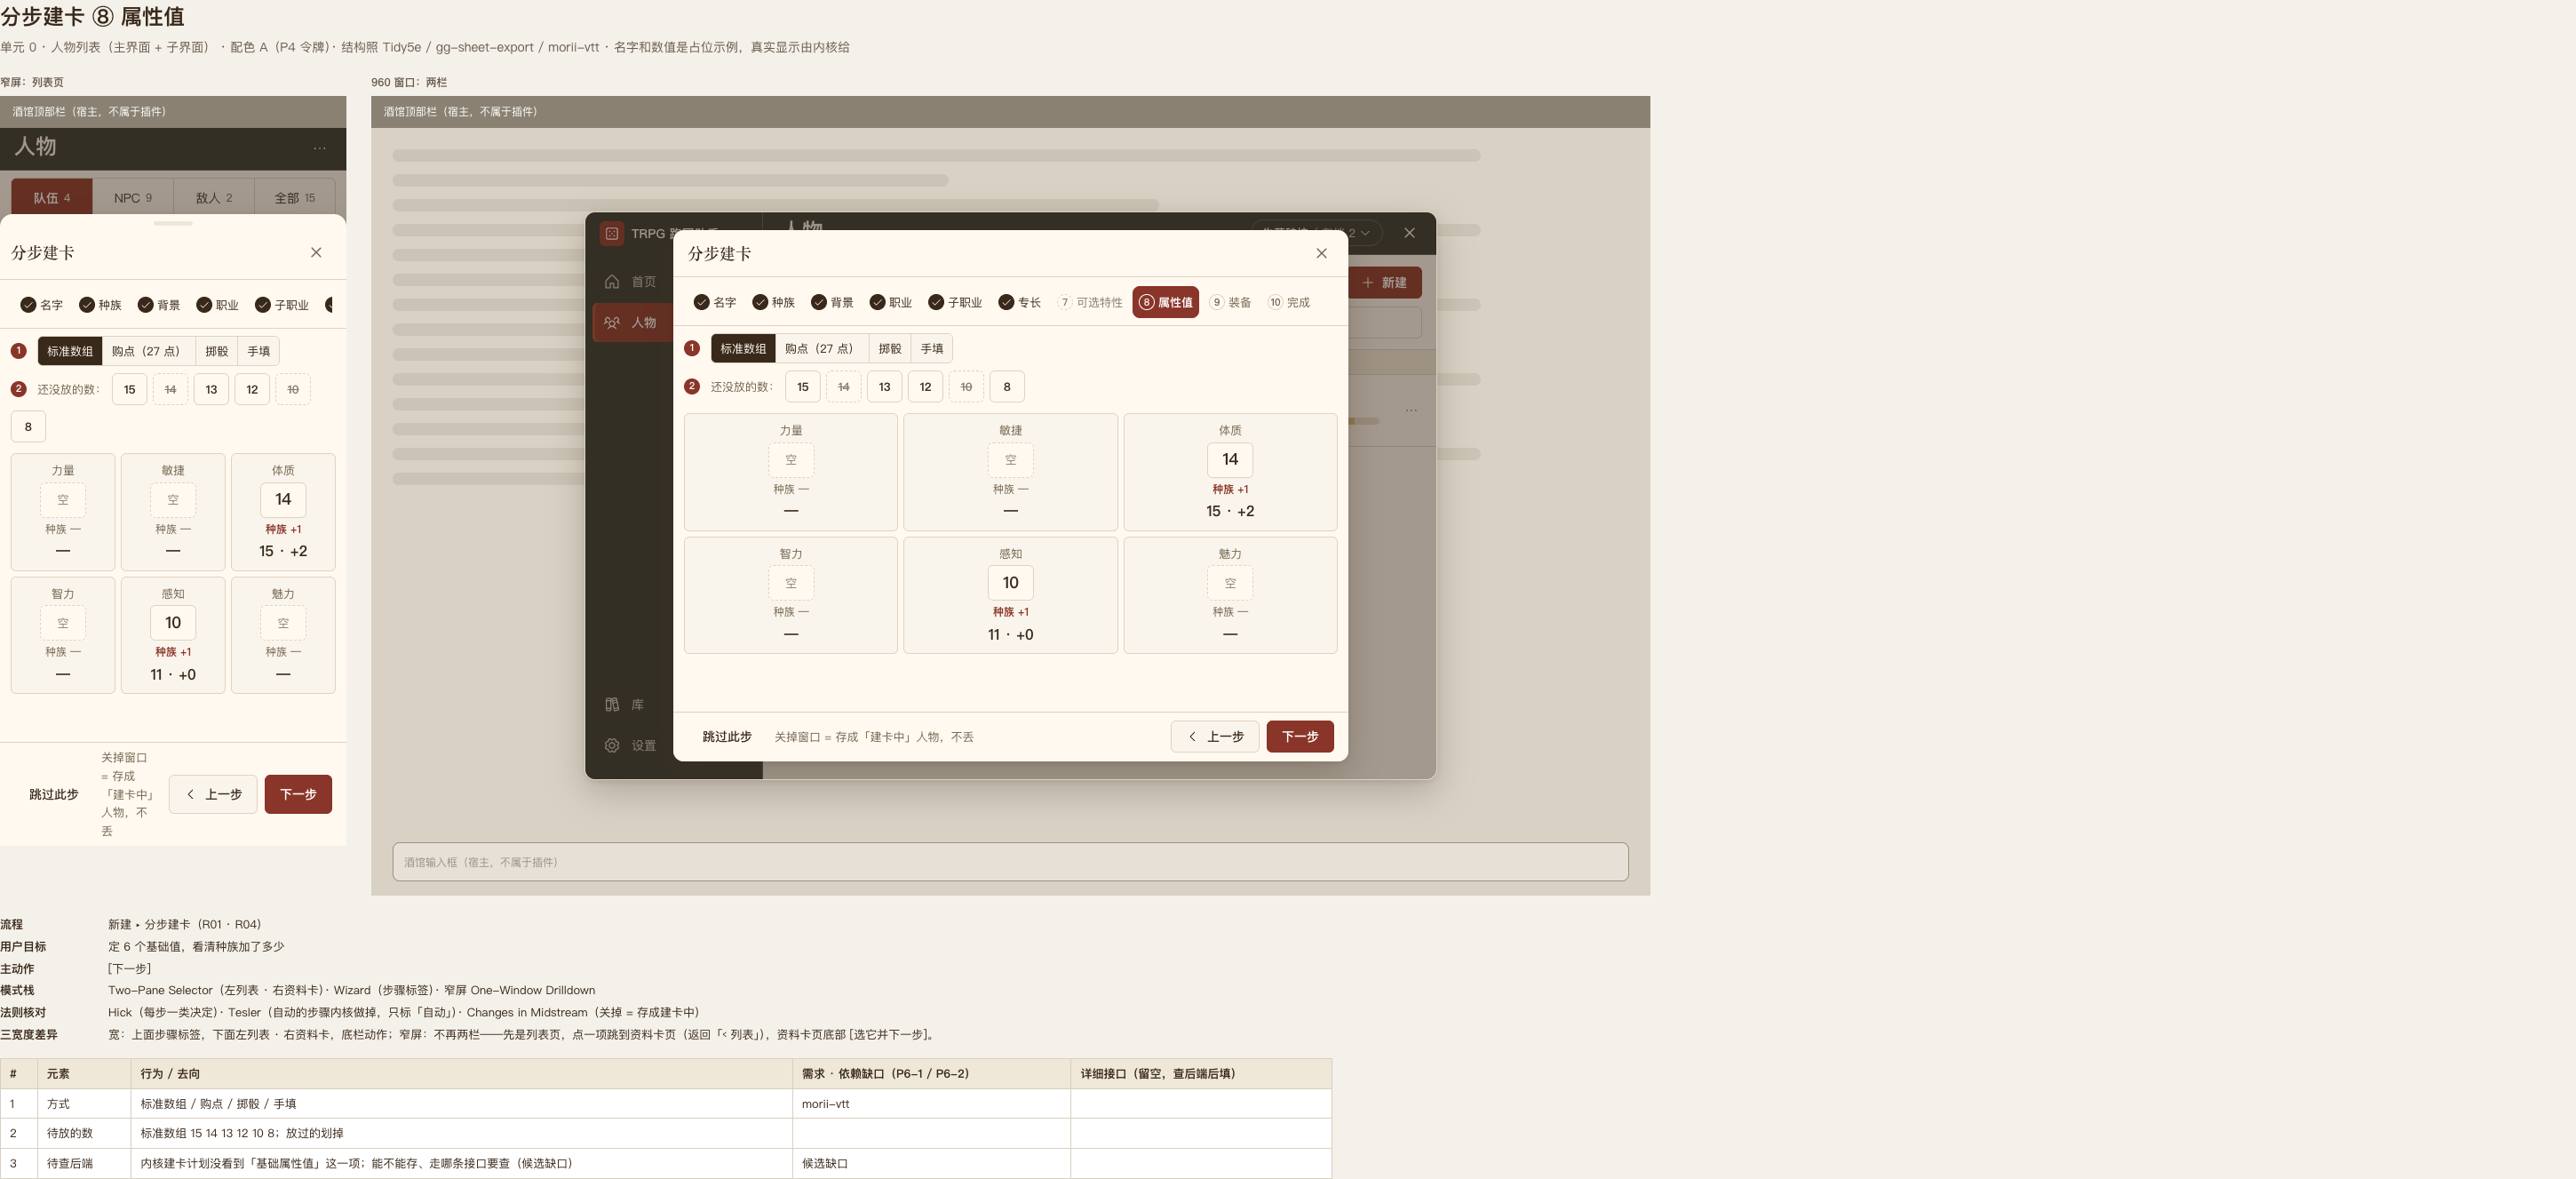 分步建卡 ⑧ 属性值
单元 0 · 人物列表（主界面 + 子界面） · 配色 A（P4 令牌）· 结构照 Tidy5e / gg-sheet-export / morii-vtt · 名字和数值是占位示例，真实显示由内核给
窄屏：列表页
酒馆顶部栏（宿主，不属于插件）
人物
…
队伍 4
NPC 9
敌人 2
全部 15
分步建卡
名字
种族
背景
职业
子职业
1
标准数组
购点（27 点）
掷骰
手填
2
还没放的数：
15
14
13
12
10
8
力量
空
种族 —
—
敏捷
空
种族 —
—
体质
14
种族 +1
15 · +2
智力
空
种族 —
—
感知
10
种族 +1
11 · +0
魅力
空
种族 —
—
跳过此步
关掉窗口
= 存成
「建卡中」
人物，不
丢
上一步
下一步
960 窗口：两栏
酒馆顶部栏（宿主，不属于插件）
TRPG
首页
人物
库
设置
人物
2
新建
…
分步建卡
名字
种族
背景
职业
子职业
专长
7 可选特性
8 属性值
9 装备
10 完成
1
标准数组
购点（27 点）
掷骰
手填
2
还没放的数：
15
14
13
12
10
8
力量
空
种族 —
—
敏捷
空
种族 —
—
体质
14
种族 +1
15 · +2
智力
空
种族 —
—
感知
10
种族 +1
11 · +0
魅力
空
种族 —
—
跳过此步
关掉窗口 = 存成「建卡中」人物，不丢
上一步
下一步
酒馆输入框（宿主，不属于插件）
流程 新建 ▸ 分步建卡（R01 · R04）
用户目标 定 6 个基础值，看清种族加了多少
主动作 [下一步]
模式栈 Two-Pane Selector（左列表 · 右资料卡）· Wizard（步骤标签）· 窄屏 One-Window Drilldown
法则核对 Hick（每步一类决定）· Tesler（自动的步骤内核做掉，只标「自动」）· Changes in Midstream（关掉 = 存成建卡中）
三宽度差异 宽：上面步骤标签，下面左列表 · 右资料卡，底栏动作；窄屏：不再两栏——先是列表页，点一项跳到资料卡页（返回「‹ 列表」），资料卡页底部 [选它并下一步]。
# 元素 行为 / 去向 需求 · 依赖缺口（P6-1 / P6-2） 详细接口（留空，查后端后填）
1 方式 标准数组 / 购点 / 掷骰 / 手填 morii-vtt
2 待放的数 标准数组 15 14 13 12 10 8；放过的划掉
3 待查后端 内核建卡计划没看到「基础属性值」这一项；能不能存、走哪条接口要查（候选缺口） 候选缺口